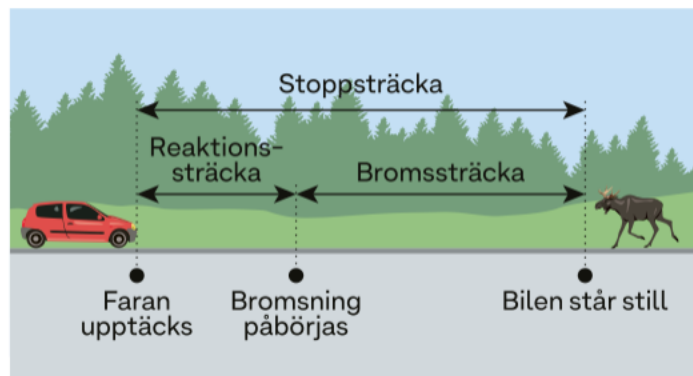 Stoppsträcka
Reaktions-
sträcka
Bromssträcka
Faran
upptäcks
Bromsning
påbörjas
Bilen står still